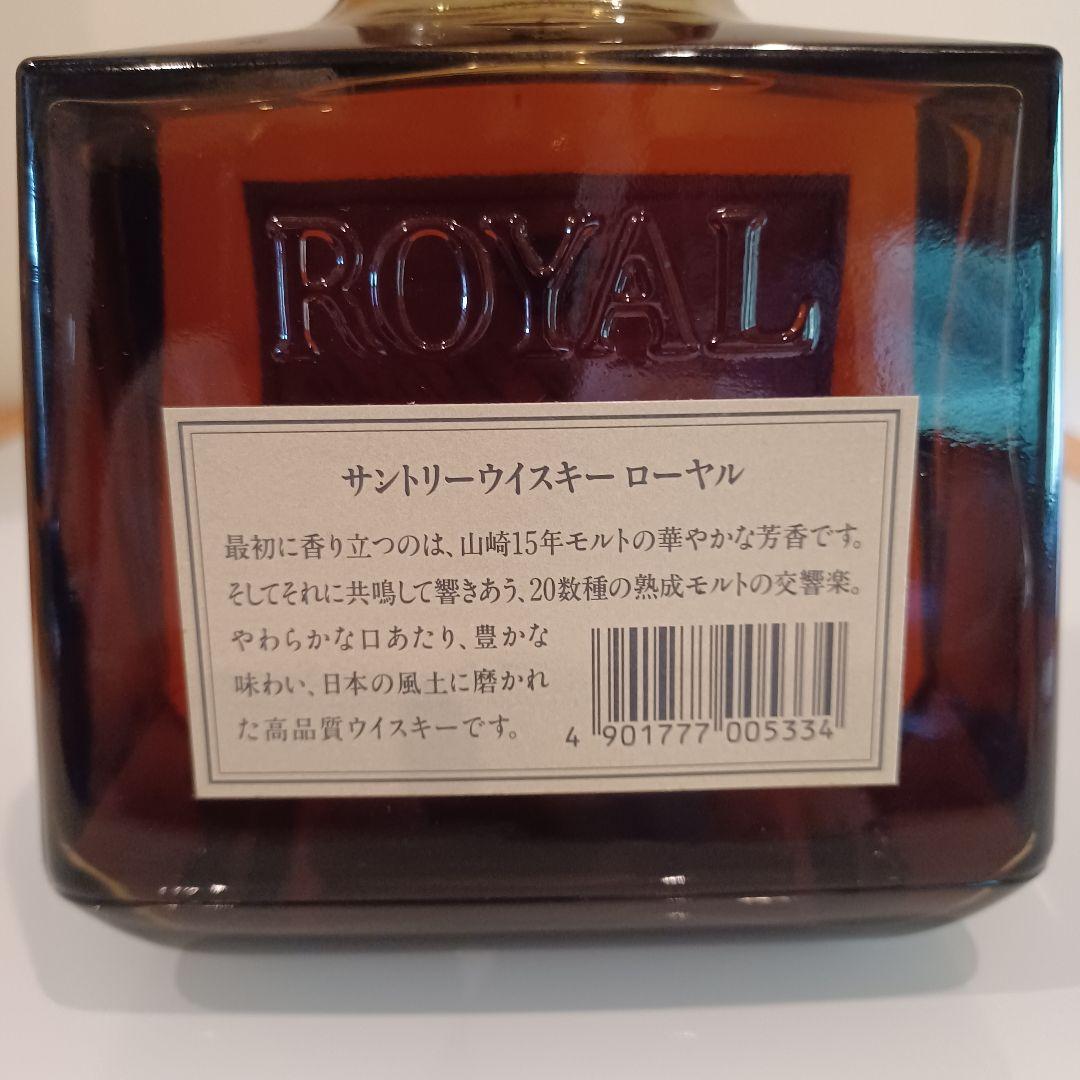 ROYAL
サントリーウイスキー ローヤル
最初に香り立つのは、山崎15年モルトの華やかな芳香です。
そしてそれに共鳴して響きあう、20数種の熟成モルトの交響楽。
やわらかな口あたり、豊かな
味わい、日本の風土に磨かれ
た高品質ウイスキーです。
4 901777 005334